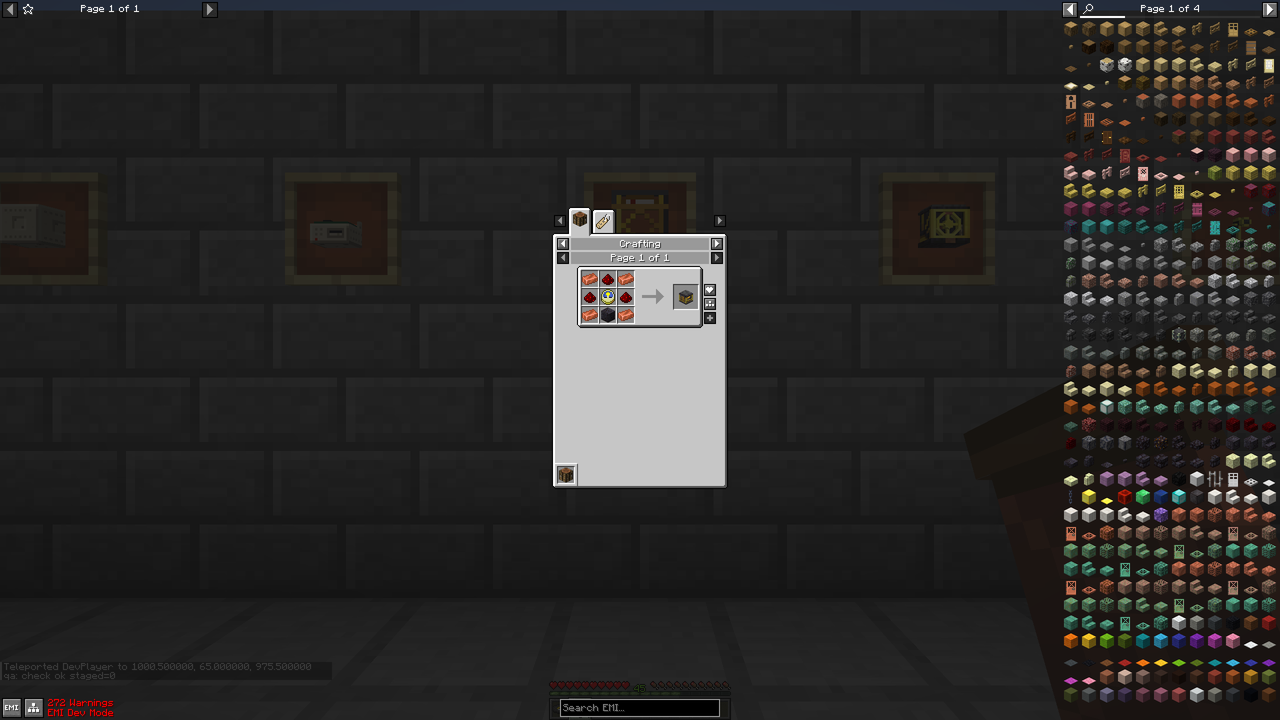 Page 1 of 1
Page 1 of 4
Crafting
Page 1 of 1
Teleported DevPlayer to 1000.500000, 65.000000, 975.500000
qa: check ok staged=0
EMI
272 Warnings
EMI Dev Mode
Search EMI...